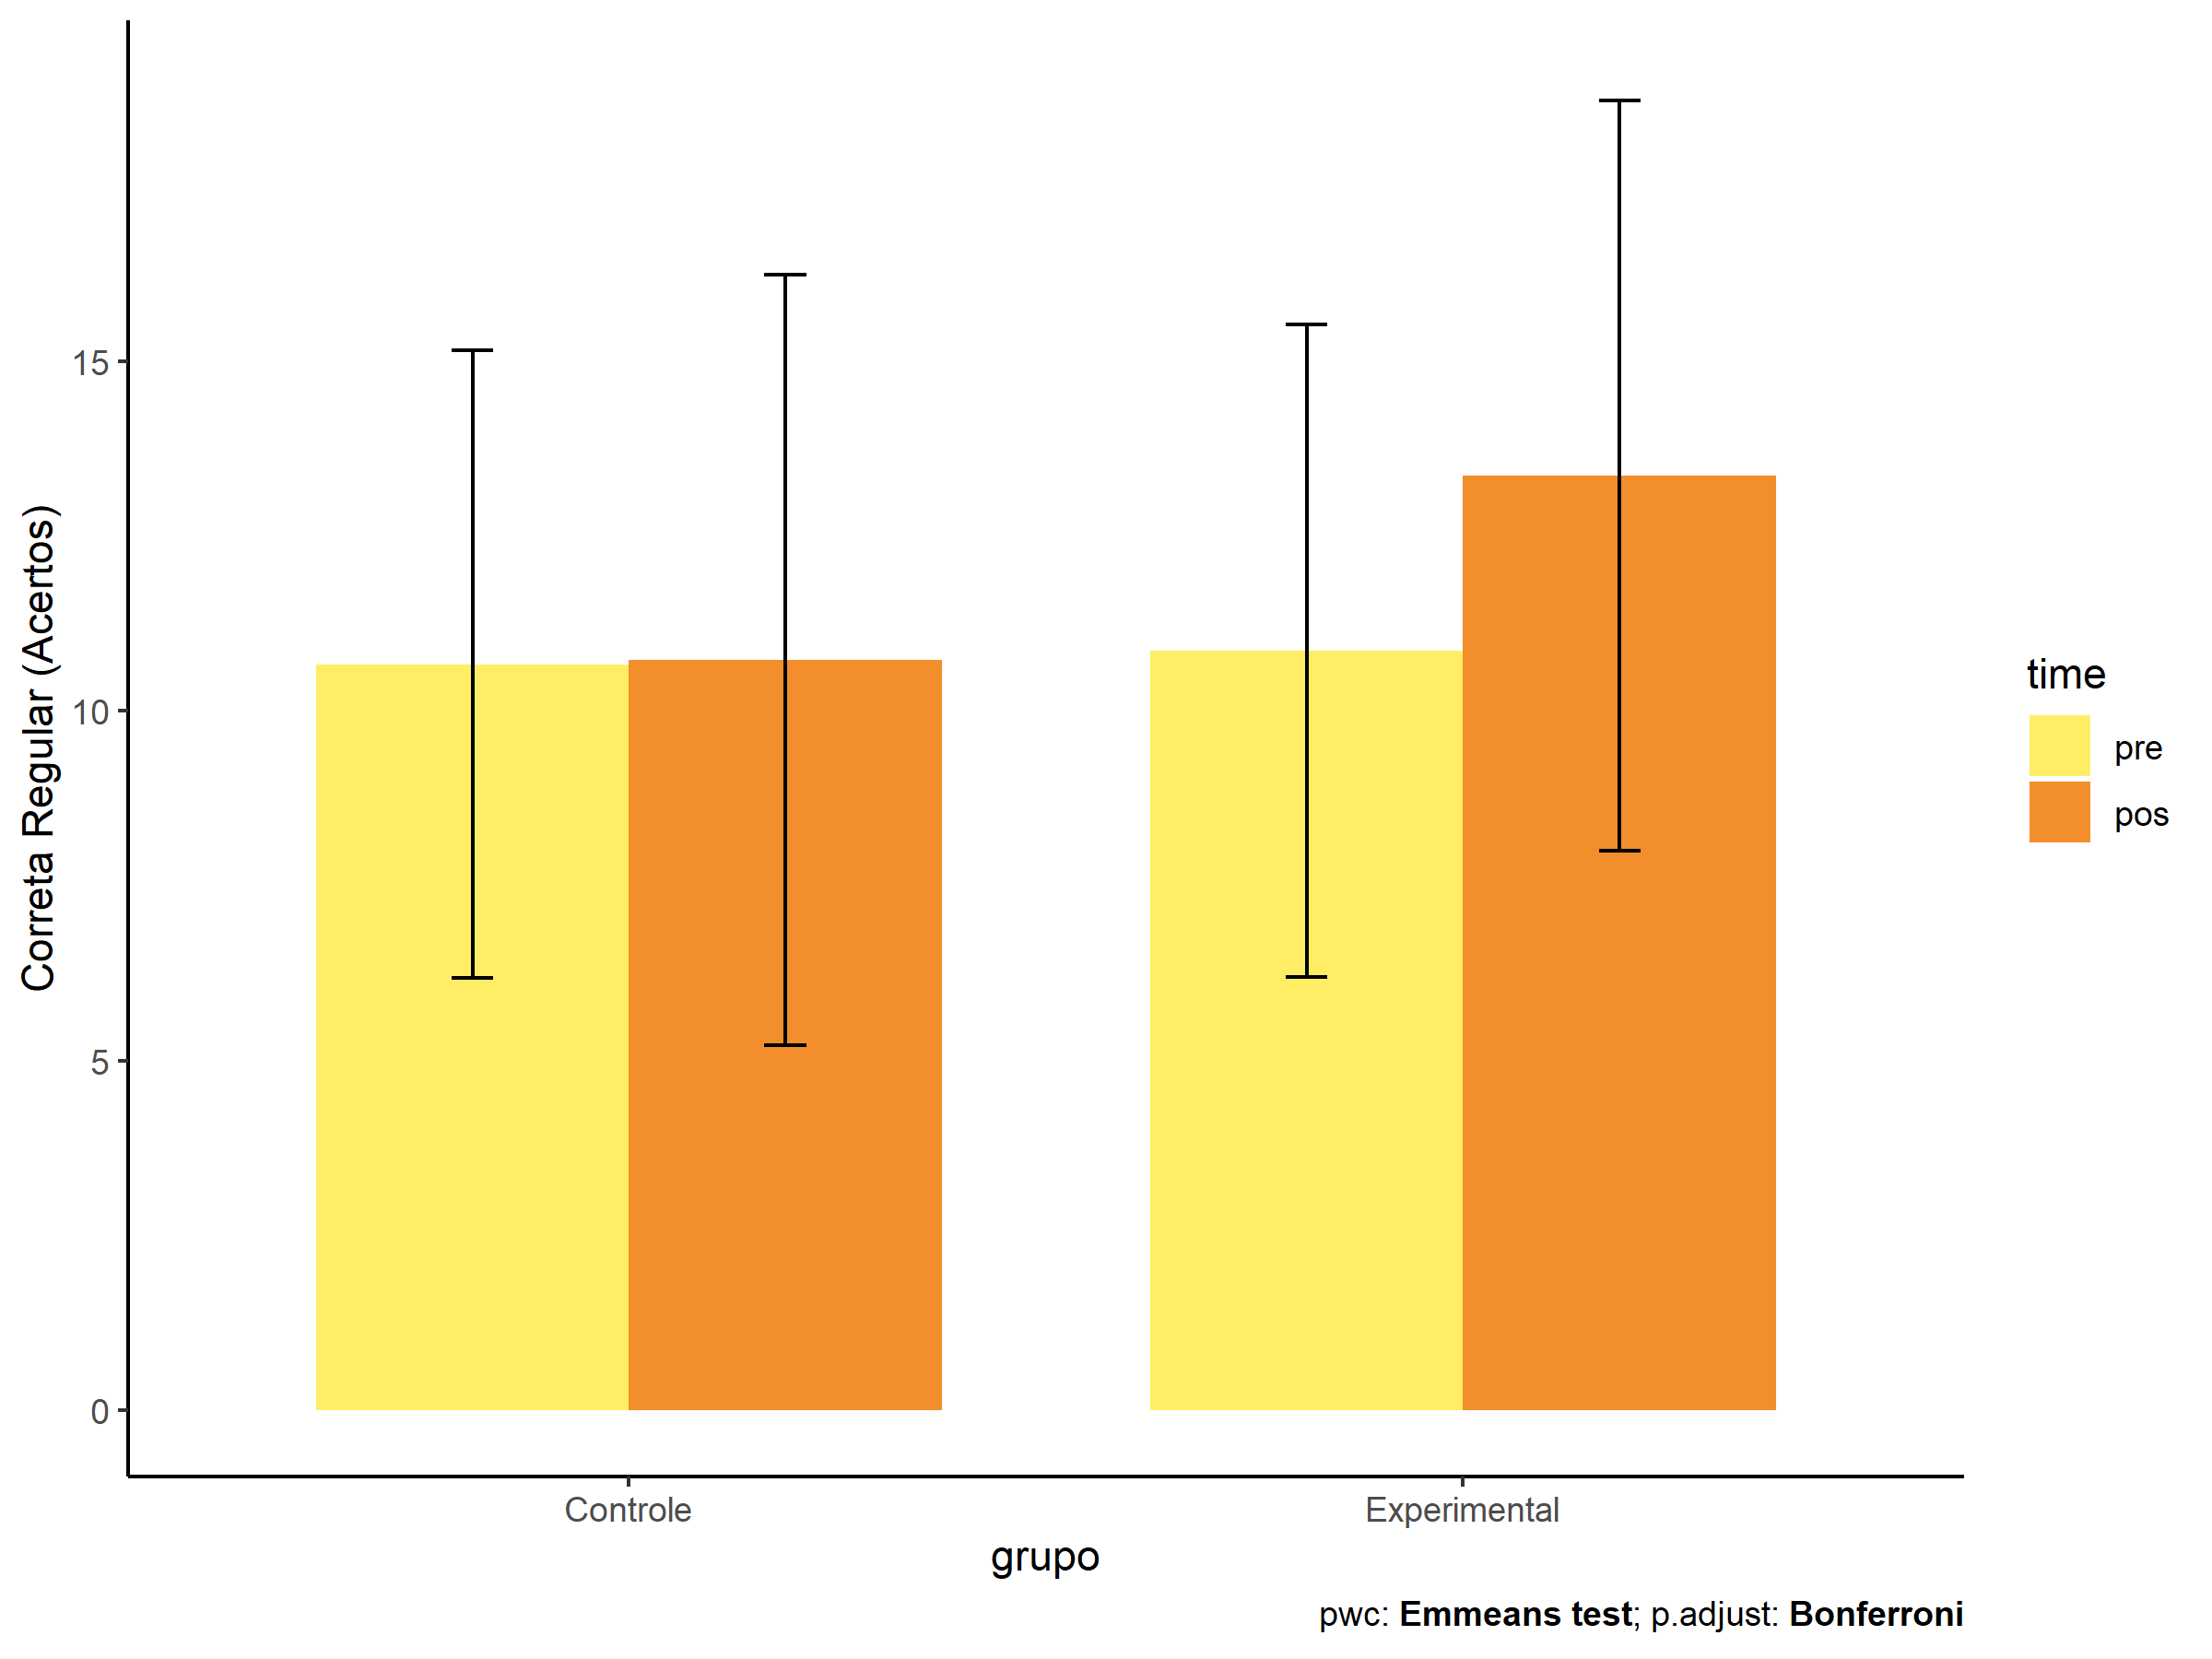 Correta Regular (Acertos)
15
10
5
0
Controle
Experimental
grupo
time
pre
pos
pwc: Emmeans test; p.adjust: Bonferroni